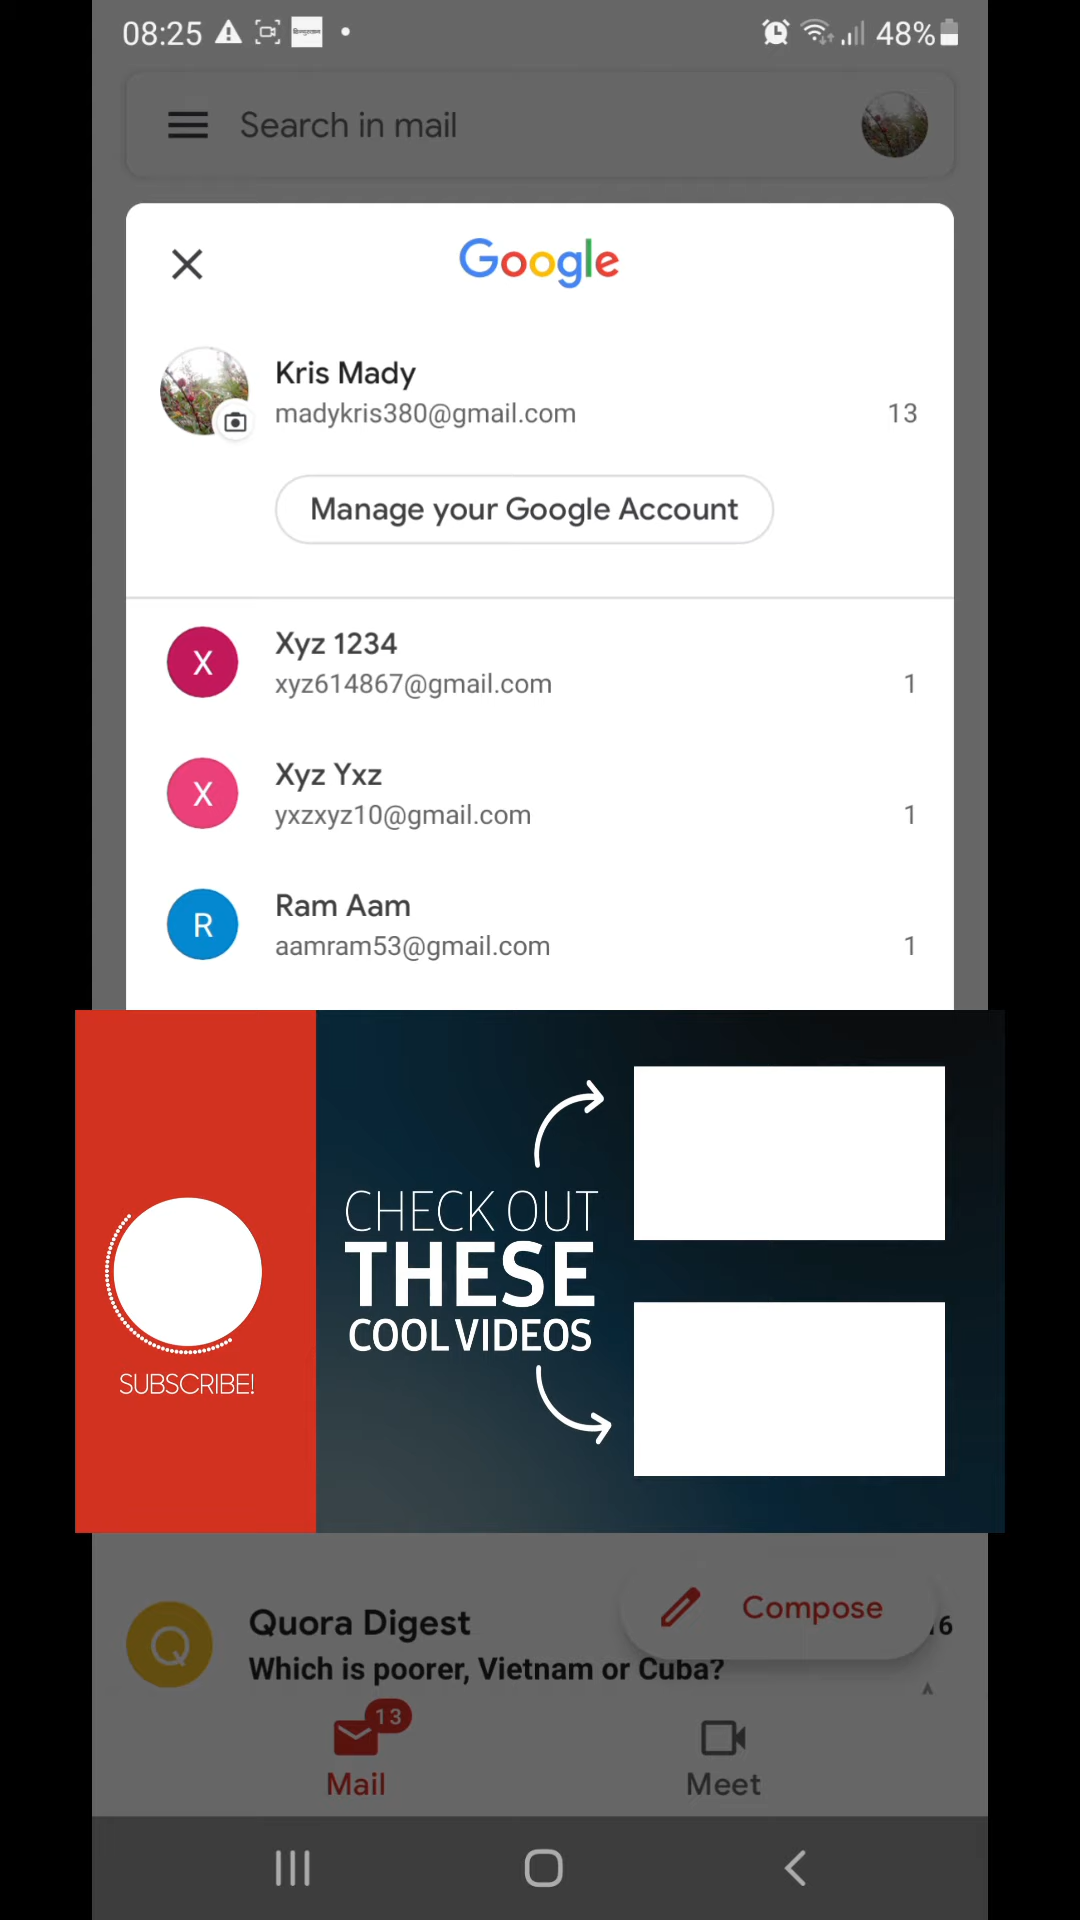 08:25
48%
Search in mail
Google
Kris Mady
madykris380@gmail.com
13
Manage your Google Account
X
Xyz 1234
xyz614867@gmail.com
1
X
Xyz Yxz
yxzxyz10@gmail.com
1
R
Ram Aam
aamram53@gmail.com
1
CHECK OUT
THESE
COOL VIDEOS
SUBSCRIBE!
Q
Quora Digest
Compose
16
Which is poorer, Vietnam or Cuba?
13
Mail
Meet